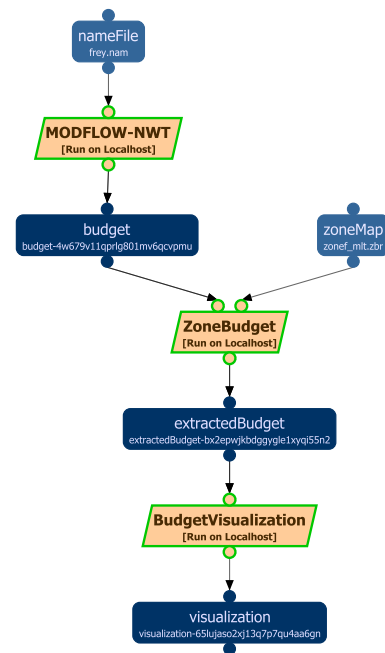 nameFile
frey.nam
MODFLOW-NWT
[Run on Localhost]
budget
budget-4w679v11qprlg801mv6qcvpmu
zoneMap
zonef_mlt.zbr
ZoneBudget
[Run on Localhost]
extractedBudget
extractedBudget-bx2epwjkbdggygle1xyqi55n2
BudgetVisualization
[Run on Localhost]
visualization
visualization-65lujaso2xj13q7p7qu4aa6gn